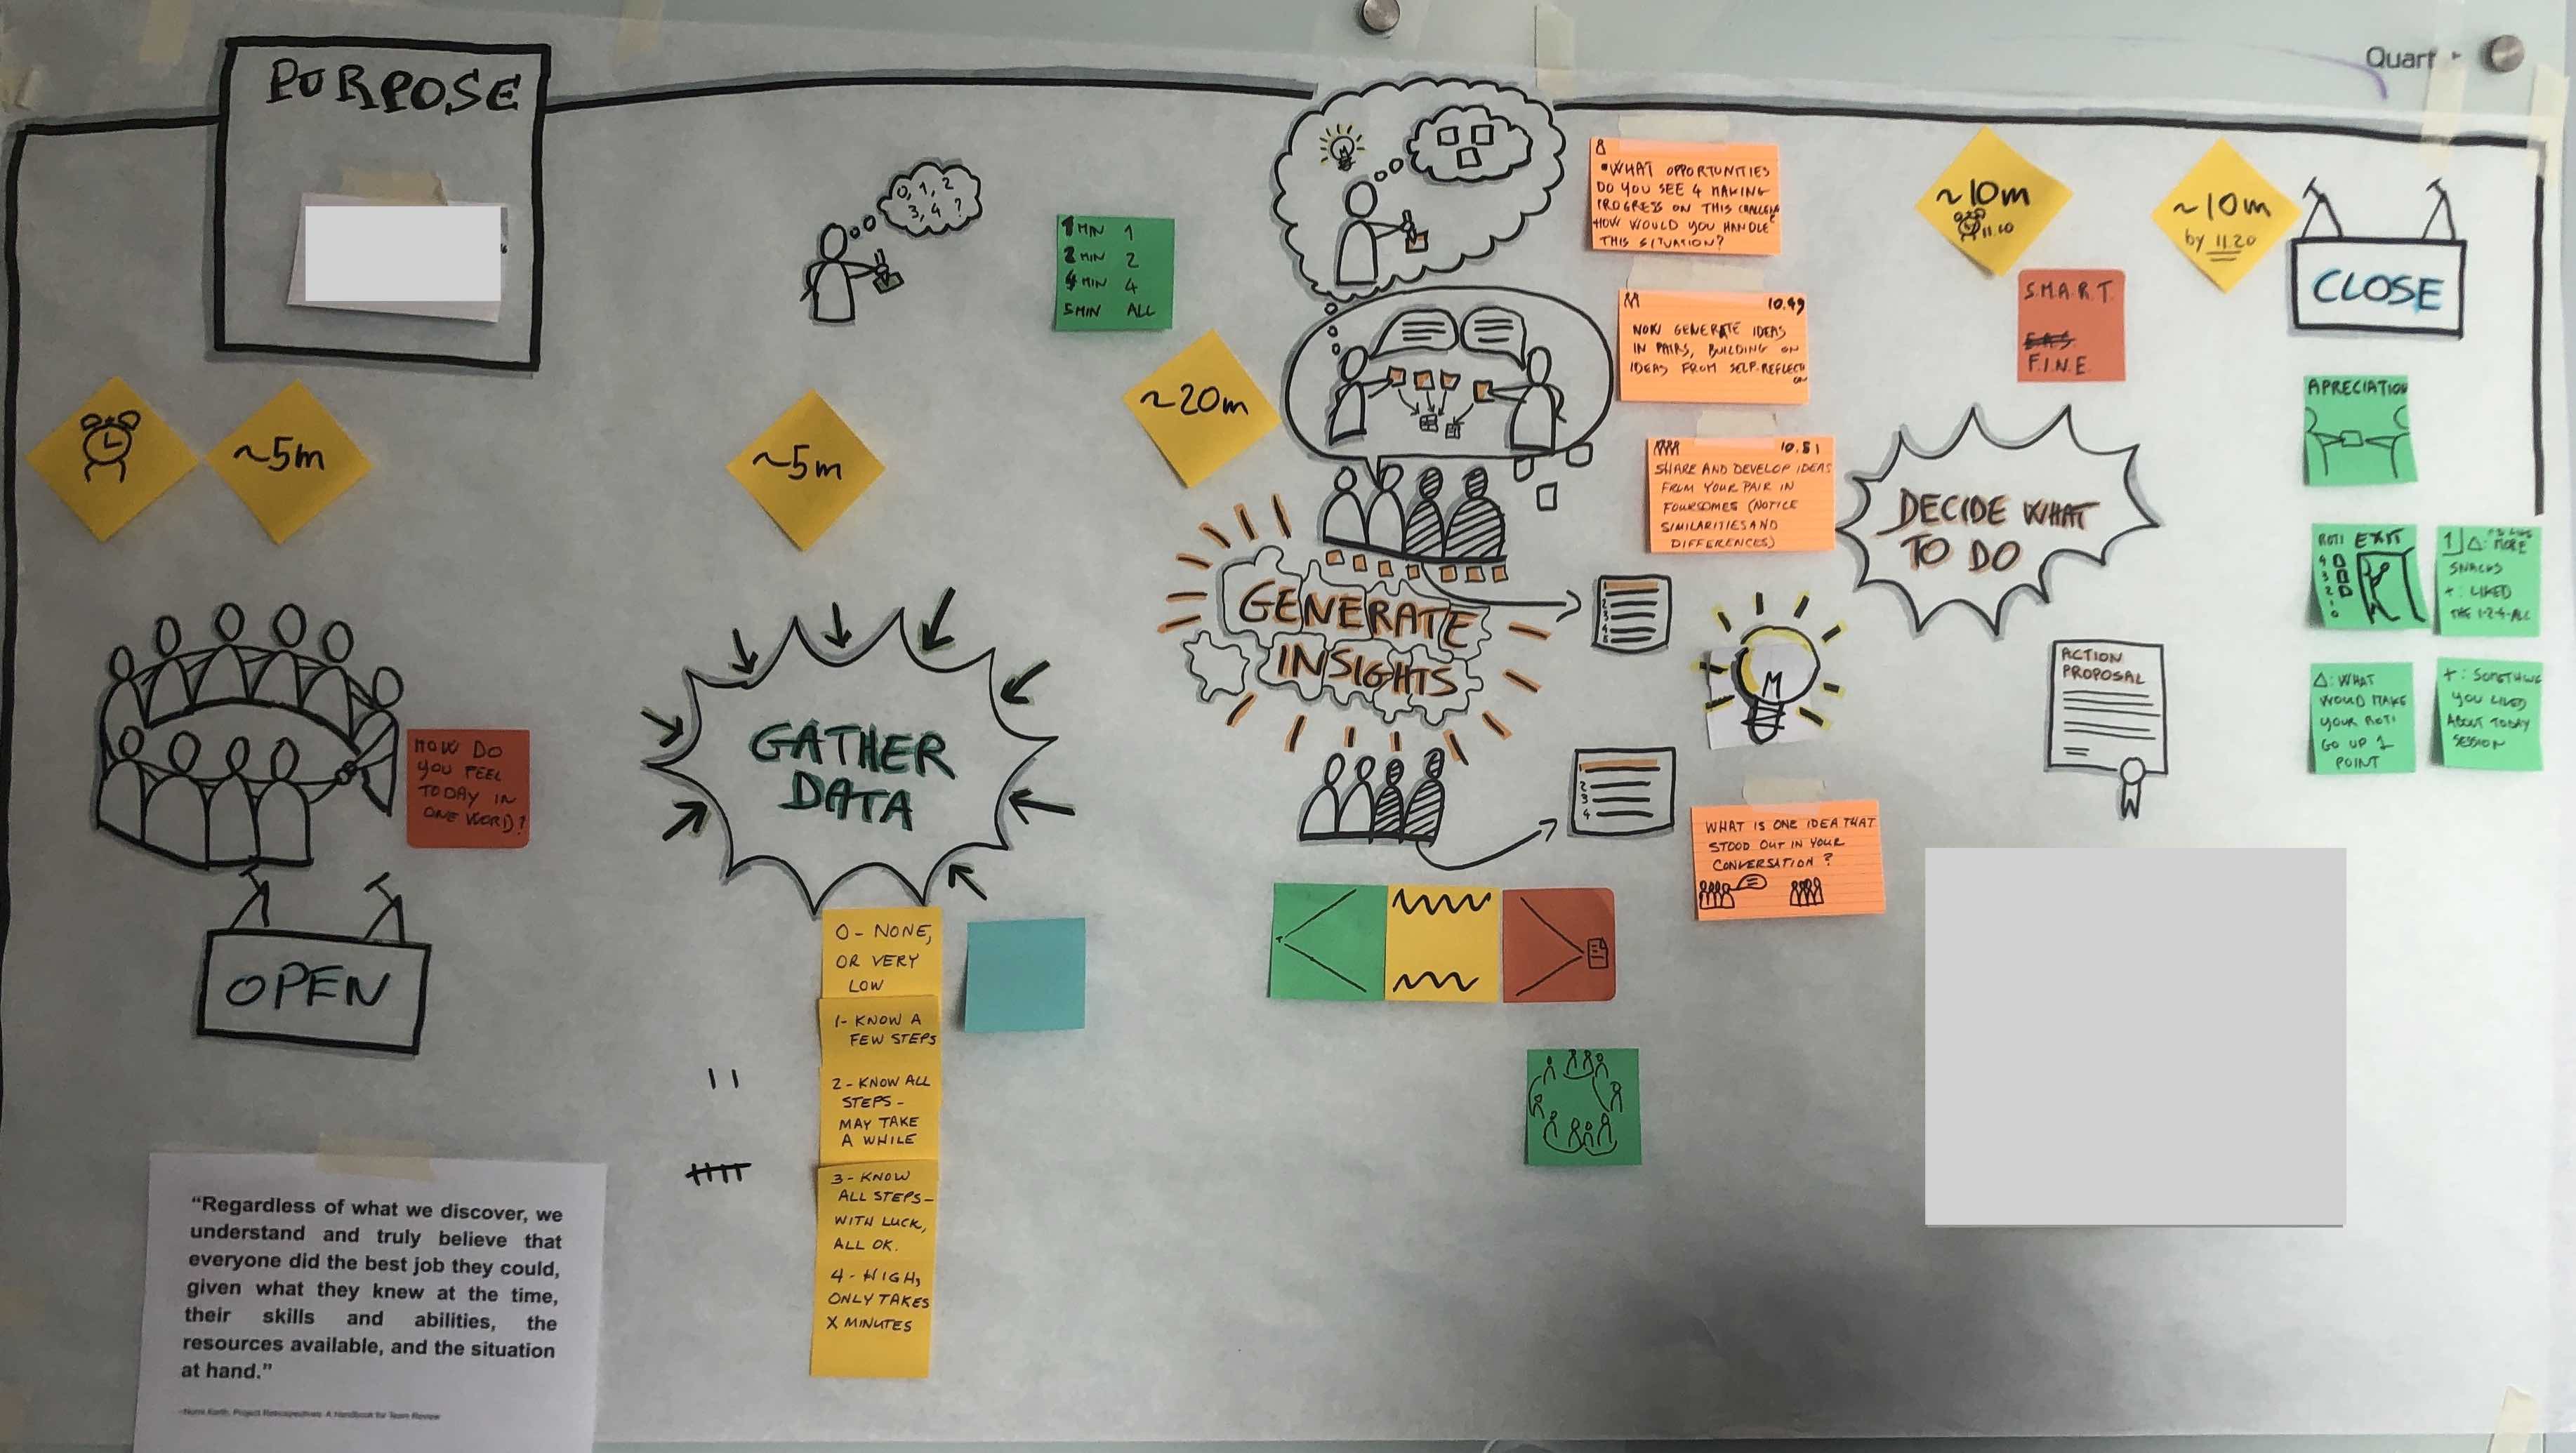 Quart
PURPOSE
~5m
HOW DO
YOU FEEL
TODAY IN
ONE WORD?
OPEN
“Regardless of what we discover, we
understand and truly believe that
everyone did the best job they could,
given what they knew at the time,
their skills and abilities, the
resources available, and the situation
at hand.”
- Norm Kerth, Project Retrospectives: A Handbook for Team Review
0, 1, 2
3, 4 ?
~5m
GATHER
DATA
0 - NONE,
OR VERY
LOW
1 - KNOW A
FEW STEPS
2 - KNOW ALL
STEPS -
MAY TAKE
A WHILE
3 - KNOW
ALL STEPS -
WITH LUCK,
ALL OK.
4 - HIGH,
ONLY TAKES
X MINUTES
1 MIN 1
2 MIN 2
4 MIN 4
5 MIN ALL
~20m
GENERATE
INSIGHTS
•WHAT OPPORTUNITIES
DO YOU SEE 4 MAKING
PROGRESS ON THIS
HOW WOULD YOU HANDLE
THIS SITUATION?
10.49
NOW GENERATE IDEAS
IN PAIRS, BUILDING ON
IDEAS FROM SELF-REFLECTI
ON
10.51
SHARE AND DEVELOP IDEAS
FROM YOUR PAIR IN
FOURSOMES (NOTICE
SIMILARITIES AND
DIFFERENCES)
1
2
3
4
5
2
3
4
WHAT IS ONE IDEA THAT
STOOD OUT IN YOUR
CONVERSATION?
~10m
11.10
S.M.A.R.T.
F.I.N.E.
DECIDE WHAT
TO DO
ACTION
PROPOSAL
~10m
by 11.20
CLOSE
APRECIATION
ROTI EXIT
4
3
2
1
0
1 Δ: MORE
SNACKS
+: LIKED
THE 1-2-4-ALL
Δ: WHAT
WOULD MAKE
YOUR ROTI
GO UP 1
POINT
+: SOMETHING
YOU LIKED
ABOUT TODAY
SESSION